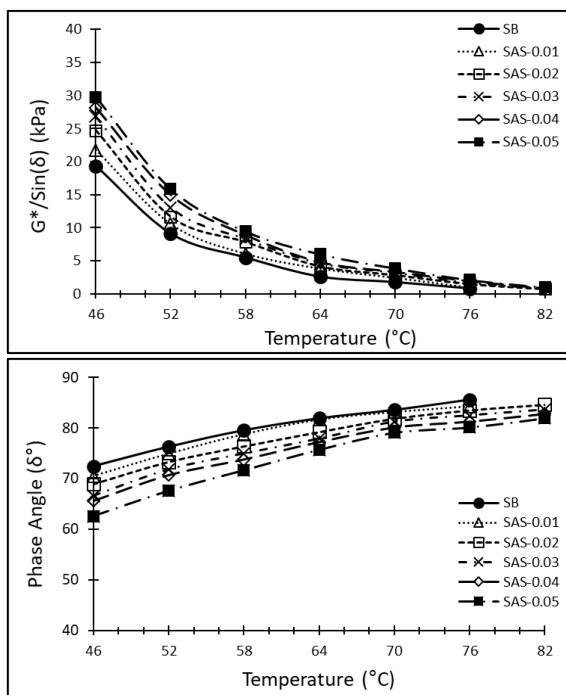 40
35
30
25
20
15
10
5
0
G*/Sin(δ) (kPa)
46 52 58 64 70 76 82
Temperature (°C)
SB
SAS-0.01
SAS-0.02
SAS-0.03
SAS-0.04
SAS-0.05
90
80
70
60
50
40
Phase Angle (δ°)
46 52 58 64 70 76 82
Temperature (°C)
SB
SAS-0.01
SAS-0.02
SAS-0.03
SAS-0.04
SAS-0.05